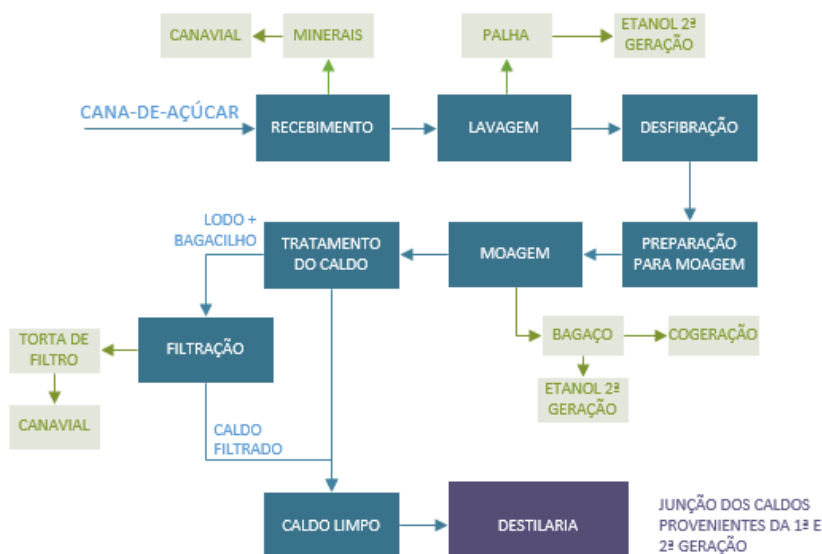 CANAVIAL
MINERAIS
PALHA
ETANOL 2ª
GERAÇÃO
CANA-DE-AÇÚCAR
RECEBIMENTO
LAVAGEM
DESFIBRAÇÃO
LODO +
BAGACILHO
TRATAMENTO
DO CALDO
MOAGEM
PREPARAÇÃO
PARA MOAGEM
TORTA DE
FILTRO
FILTRAÇÃO
BAGAÇO
COGERAÇÃO
ETANOL 2ª
GERAÇÃO
CANAVIAL
CALDO
FILTRADO
CALDO LIMPO
DESTILARIA
JUNÇÃO DOS CALDOS
PROVENIENTES DA 1ª E
2ª GERAÇÃO